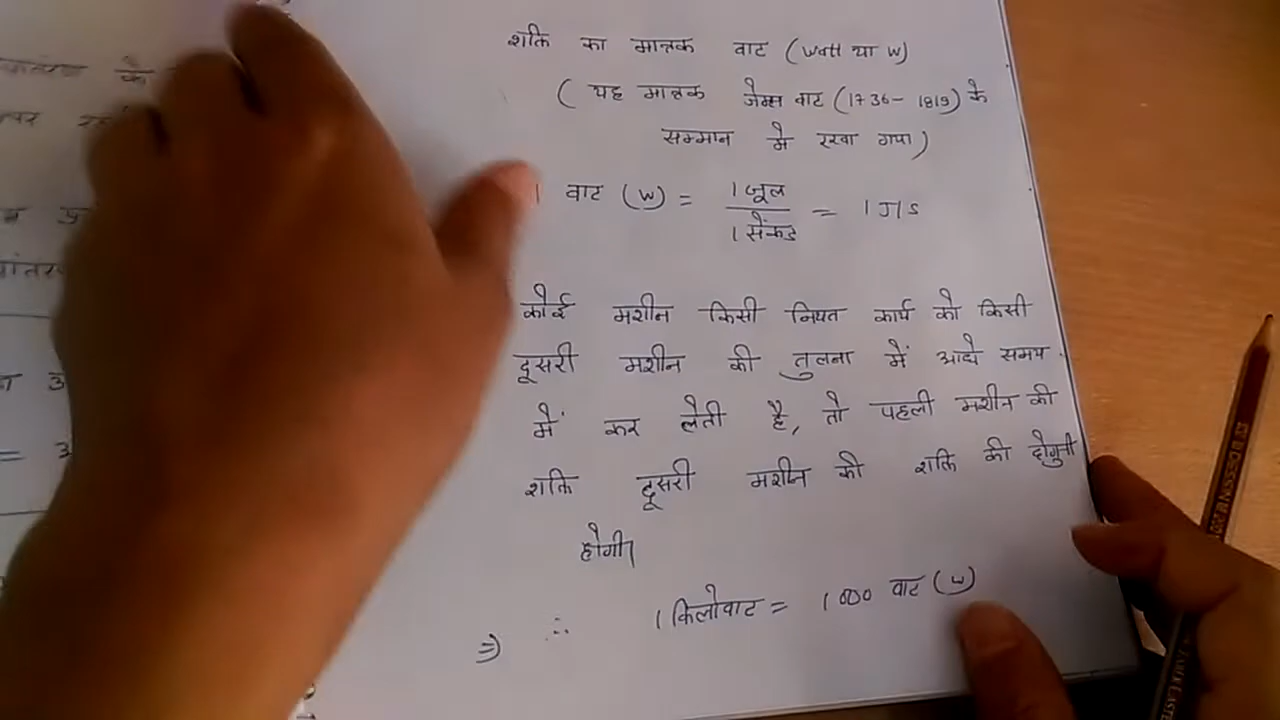 शक्ति का मात्रक वाट (watt या W)
(यह मात्रक जेम्स वाट (1736- 1819) के
सम्मान मे रखा गया)
1 वाट (W) = 1 जूल / 1 सेंकड = 1 J/s
कोई मशीन किसी नियत कार्य को किसी
दूसरी मशीन की तुलना में आधे समय
में कर लेती है, तो पहली मशीन की
शक्ति दूसरी मशीन की शक्ति की दोगुनी
होगी।
⇒ ∴ 1 किलोवाट = 1000 वाट (W)